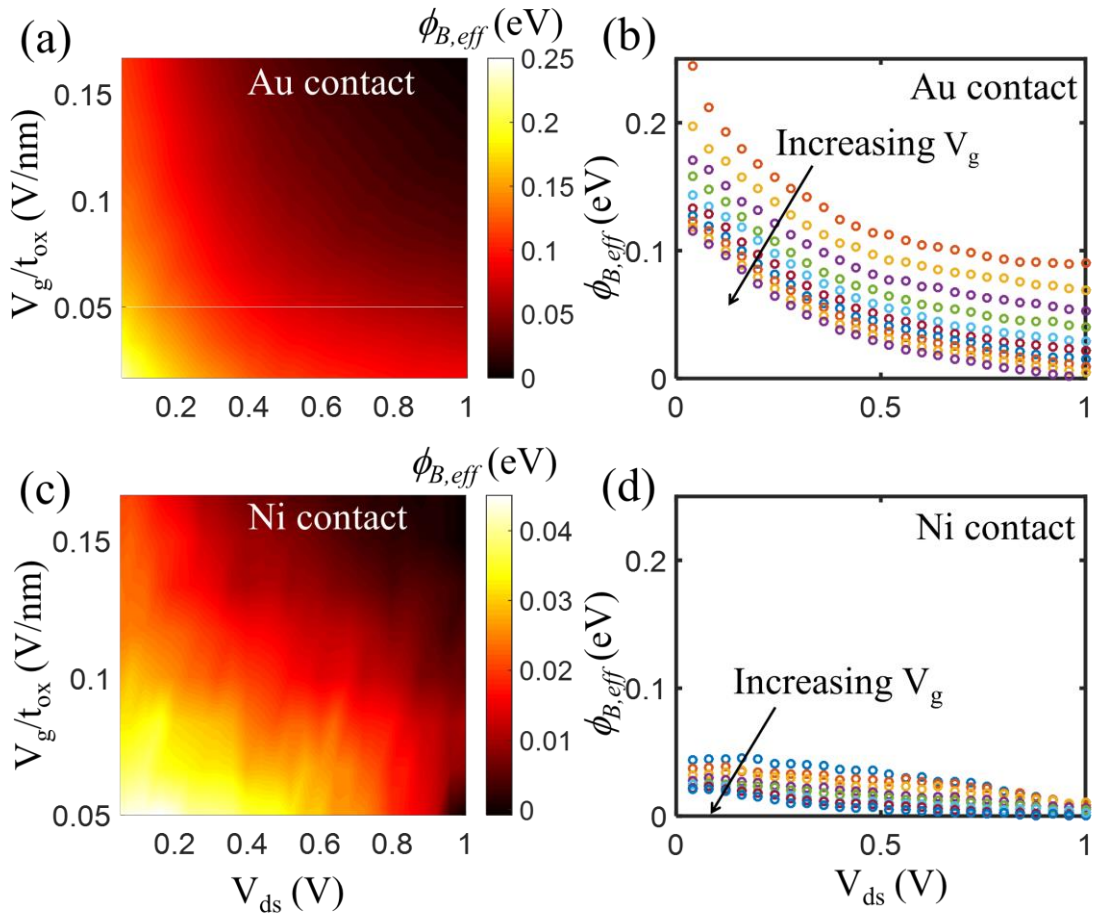 (a)
ϕB,eff (eV)
Au contact
Vg/tox (V/nm)
0.15
0.1
0.05
0.2 0.4 0.6 0.8 1
0.25
0.2
0.15
0.1
0.05
0
(b)
Au contact
Increasing Vg
ϕB,eff (eV)
0.2
0.1
0
0 0.5 1
(c)
ϕB,eff (eV)
Ni contact
Vg/tox (V/nm)
0.15
0.1
0.05
0.2 0.4 0.6 0.8 1
Vds (V)
0.04
0.03
0.02
0.01
0
(d)
Ni contact
Increasing Vg
ϕB,eff (eV)
0.2
0.1
0
0 0.5 1
Vds (V)